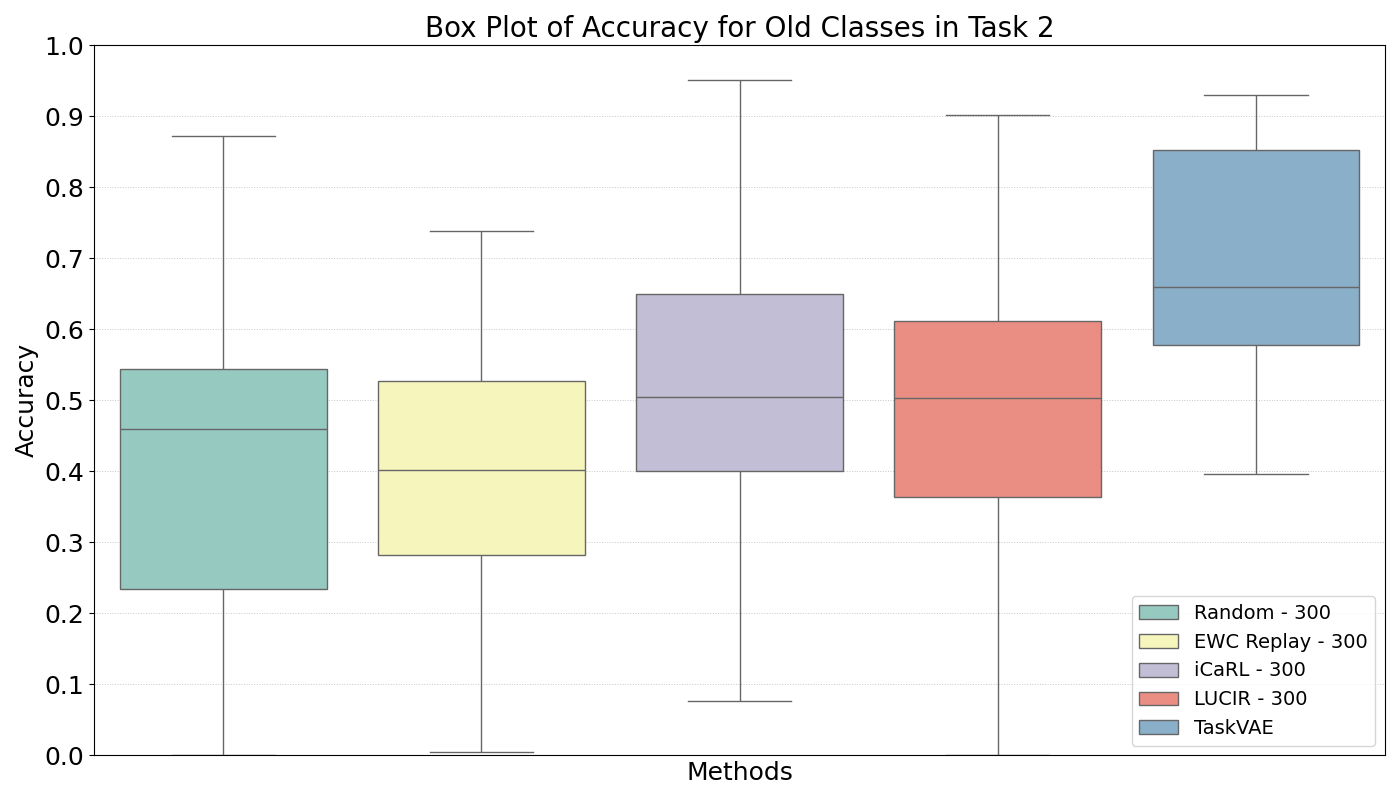 Box Plot of Accuracy for Old Classes in Task 2
1.0
0.9
0.8
0.7
0.6
0.5
0.4
0.3
0.2
0.1
0.0
Accuracy
Methods
Random - 300
EWC Replay - 300
iCaRL - 300
LUCIR - 300
TaskVAE